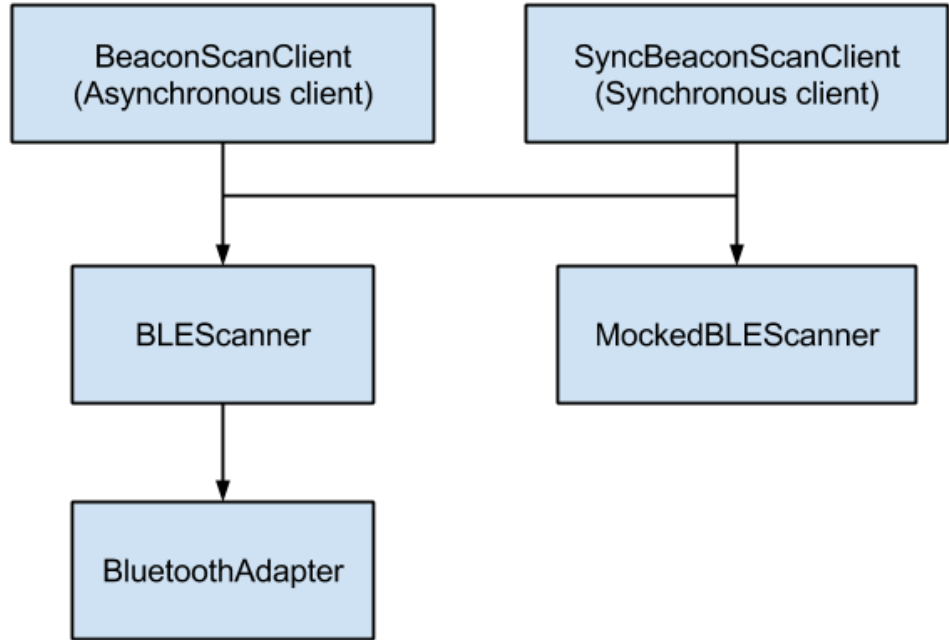 BeaconScanClient
(Asynchronous client)
SyncBeaconScanClient
(Synchronous client)
BLEScanner
MockedBLEScanner
BluetoothAdapter